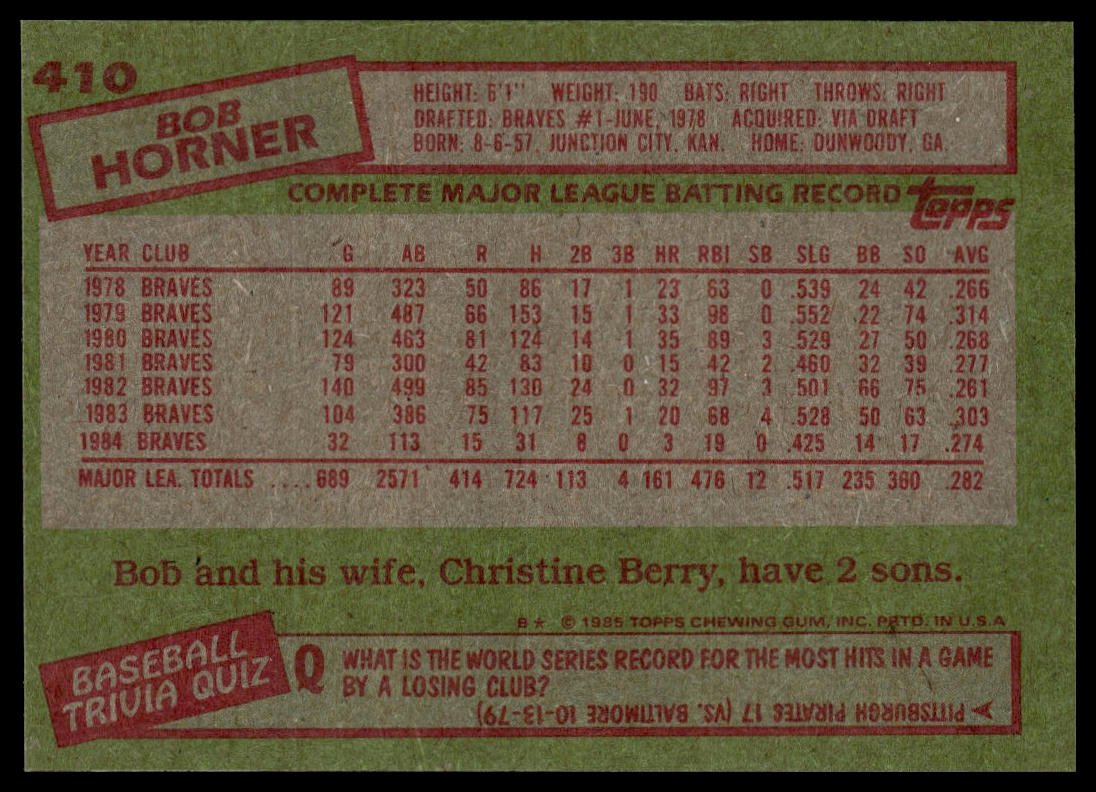 410
BOB
HORNER
HEIGHT: 6'1" WEIGHT: 190 BATS: RIGHT THROWS: RIGHT
DRAFTED: BRAVES #1-JUNE, 1978 ACQUIRED: VIA DRAFT
BORN: 8-6-57, JUNCTION CITY, KAN. HOME: DUNWOODY, GA.
COMPLETE MAJOR LEAGUE BATTING RECORD topps
YEAR CLUB G AB R H 2B 3B HR RBI SB SLG BB SO AVG
1978 BRAVES 89 323 50 86 17 1 23 63 0 .539 24 42 .266
1979 BRAVES 121 487 66 153 15 1 33 98 0 .552 22 74 .314
1980 BRAVES 124 463 81 124 14 1 35 89 3 .529 27 50 .268
1981 BRAVES 79 300 42 83 10 0 15 42 2 .460 32 39 .277
1982 BRAVES 140 499 85 130 24 0 32 97 3 .501 66 75 .261
1983 BRAVES 104 386 75 117 25 1 20 68 4 .528 50 63 .303
1984 BRAVES 32 113 15 31 8 0 3 19 0 .425 14 17 .274
MAJOR LEA. TOTALS ....689 2571 414 724 113 4 161 476 12 .517 235 360 .282
Bob and his wife, Christine Berry, have 2 sons.
B★ © 1985 TOPPS CHEWING GUM, INC. PRTD. IN U.S.A
BASEBALL
TRIVIA QUIZ
Q WHAT IS THE WORLD SERIES RECORD FOR THE MOST HITS IN A GAME
BY A LOSING CLUB?
A PITTSBURGH PIRATES 17 (VS. BALTIMORE 10-13-79)